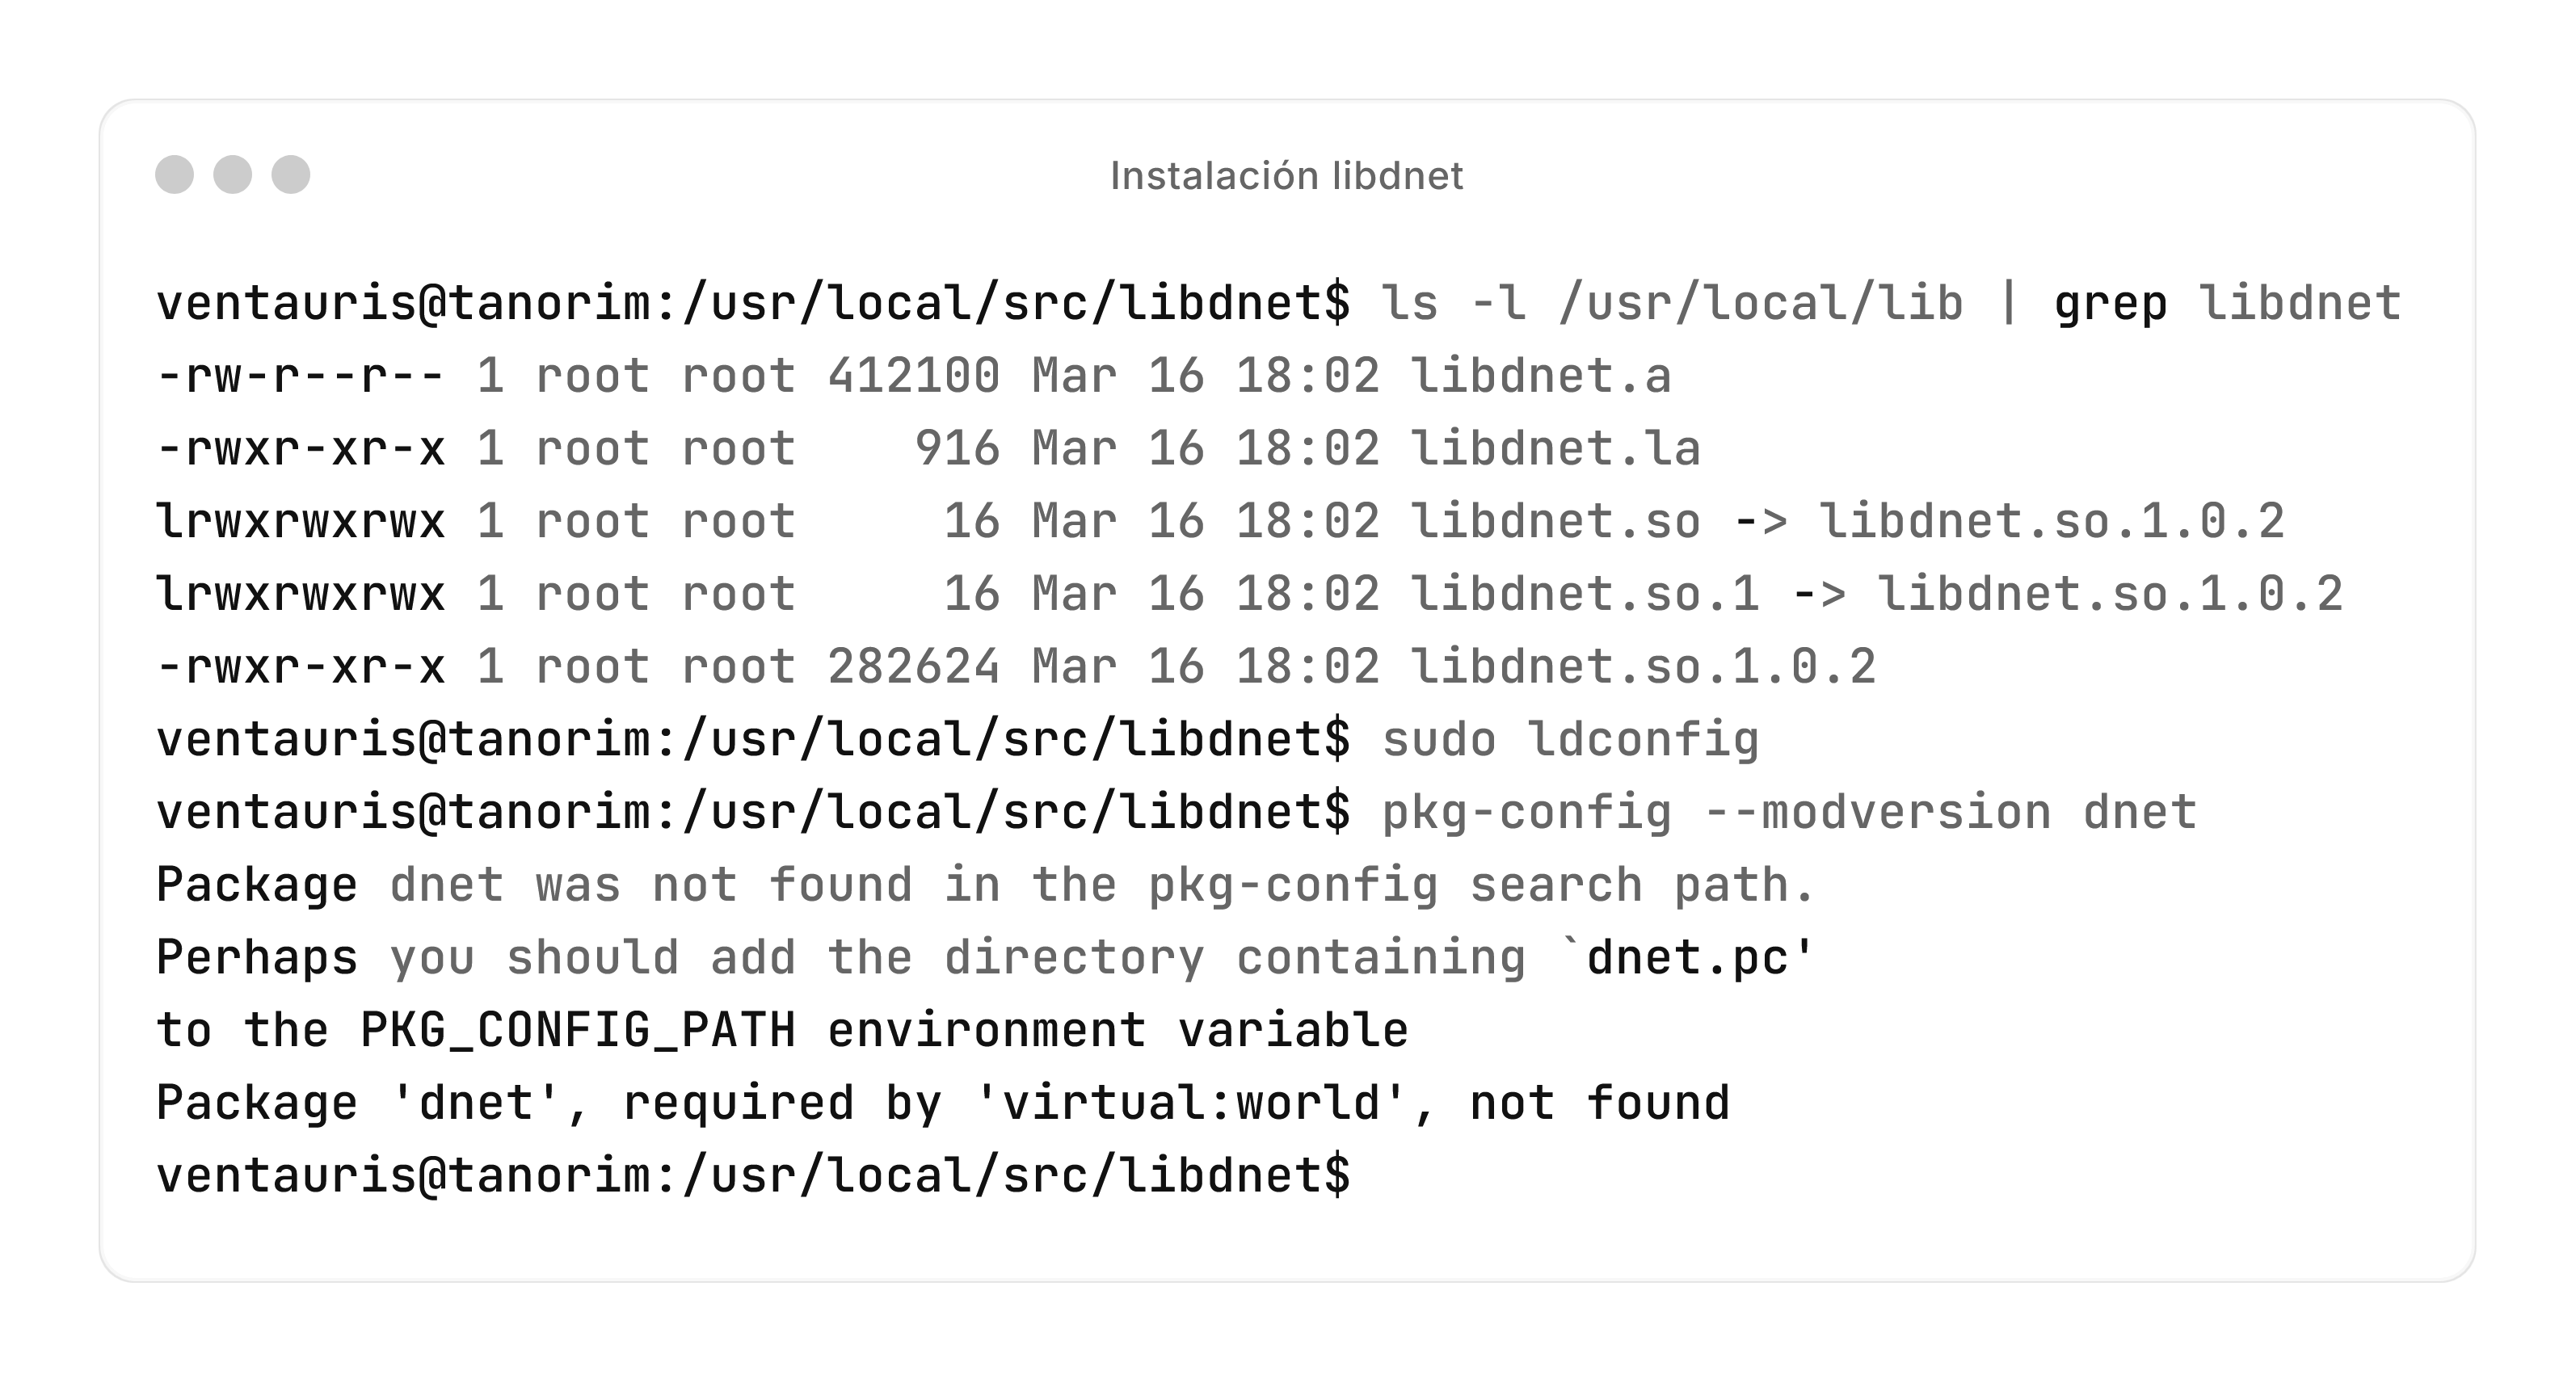 Instalación libdnet
ventauris@tanorim:/usr/local/src/libdnet$ ls -l /usr/local/lib | grep libdnet
-rw-r--r-- 1 root root 412100 Mar 16 18:02 libdnet.a
-rwxr-xr-x 1 root root    916 Mar 16 18:02 libdnet.la
lrwxrwxrwx 1 root root     16 Mar 16 18:02 libdnet.so -> libdnet.so.1.0.2
lrwxrwxrwx 1 root root     16 Mar 16 18:02 libdnet.so.1 -> libdnet.so.1.0.2
-rwxr-xr-x 1 root root 282624 Mar 16 18:02 libdnet.so.1.0.2
ventauris@tanorim:/usr/local/src/libdnet$ sudo ldconfig
ventauris@tanorim:/usr/local/src/libdnet$ pkg-config --modversion dnet
Package dnet was not found in the pkg-config search path.
Perhaps you should add the directory containing `dnet.pc'
to the PKG_CONFIG_PATH environment variable
Package 'dnet', required by 'virtual:world', not found
ventauris@tanorim:/usr/local/src/libdnet$